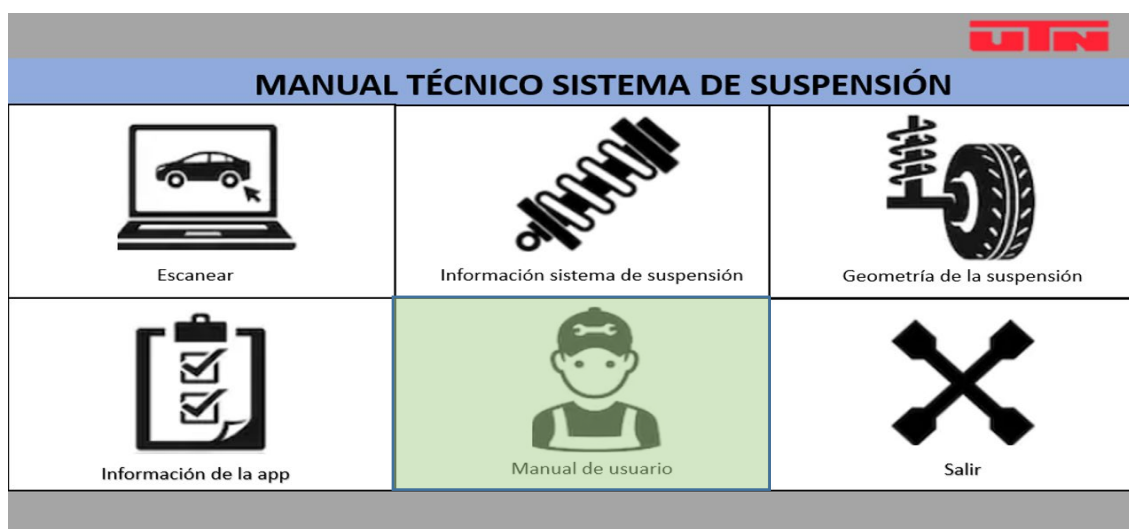 UTN
MANUAL TÉCNICO SISTEMA DE SUSPENSIÓN
Escanear
Información sistema de suspensión
Geometría de la suspensión
Información de la app
Manual de usuario
Salir